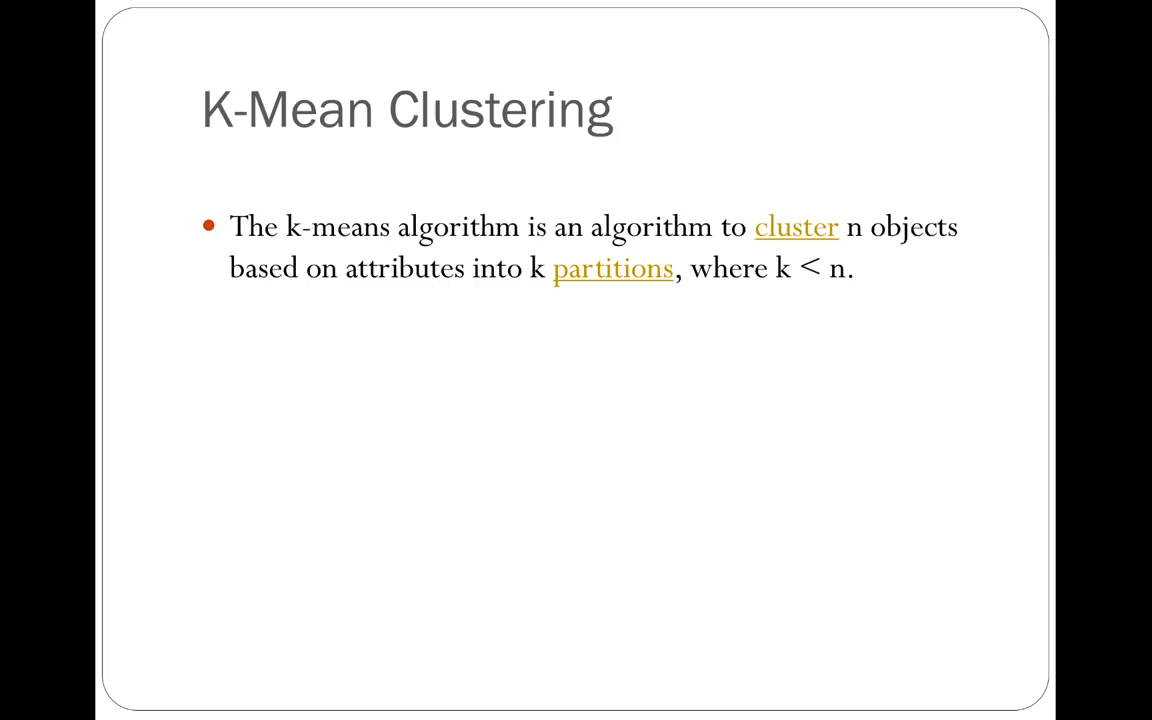 K-Mean Clustering
• The k-means algorithm is an algorithm to cluster n objects
based on attributes into k partitions, where k < n.